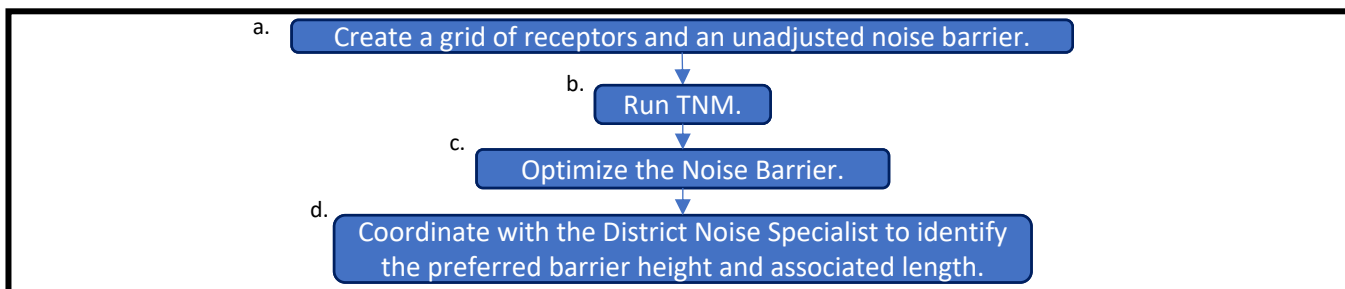 a.
Create a grid of receptors and an unadjusted noise barrier.
b.
Run TNM.
c.
Optimize the Noise Barrier.
d.
Coordinate with the District Noise Specialist to identify
the preferred barrier height and associated length.